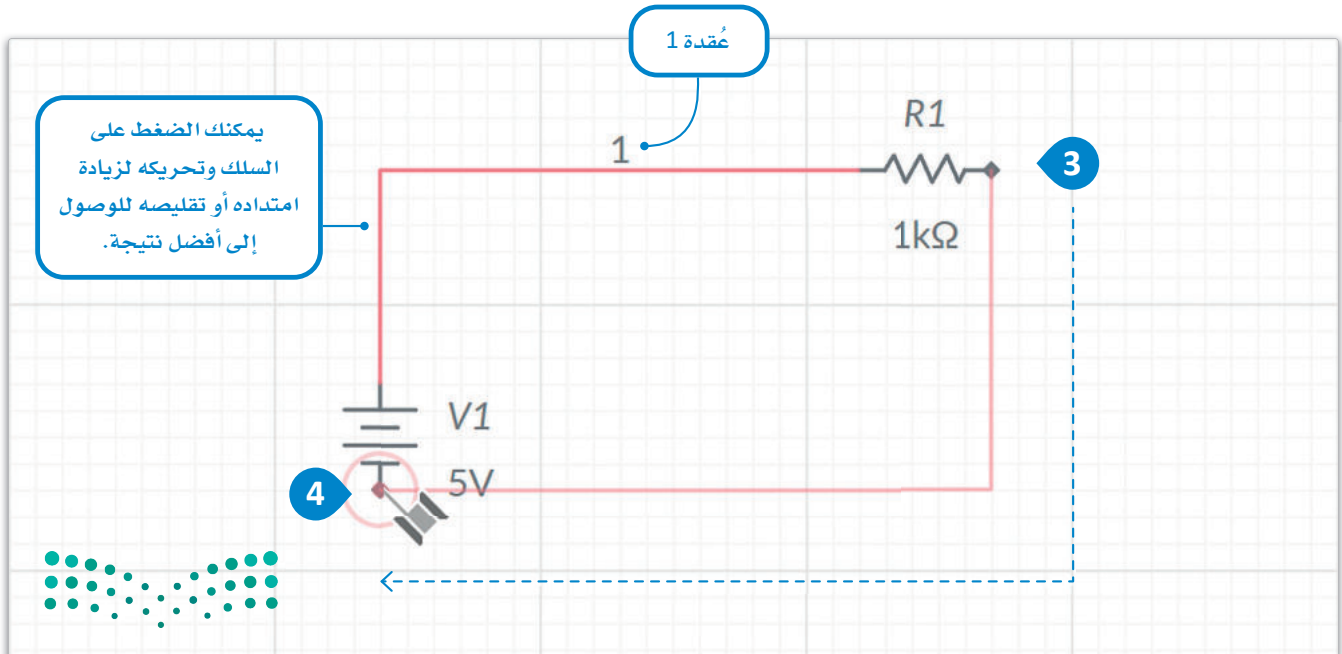 عُقدة 1
يمكنك الضغط على
السلك وتحريكه لزيادة
امتداده أو تقليصه للوصول
إلى أفضل نتيجة.
1
R1
1kΩ
3
V1
5V
4